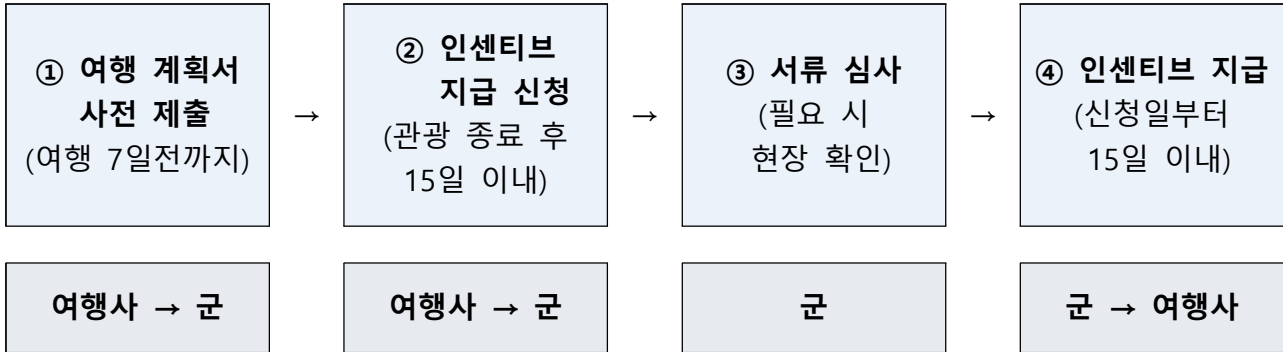 ① 여행 계획서
사전 제출
(여행 7일전까지)
→
② 인센티브
지급 신청
(관광 종료 후
15일 이내)
→
③ 서류 심사
(필요 시
현장 확인)
→
④ 인센티브 지급
(신청일부터
15일 이내)
여행사 → 군
여행사 → 군
군
군 → 여행사